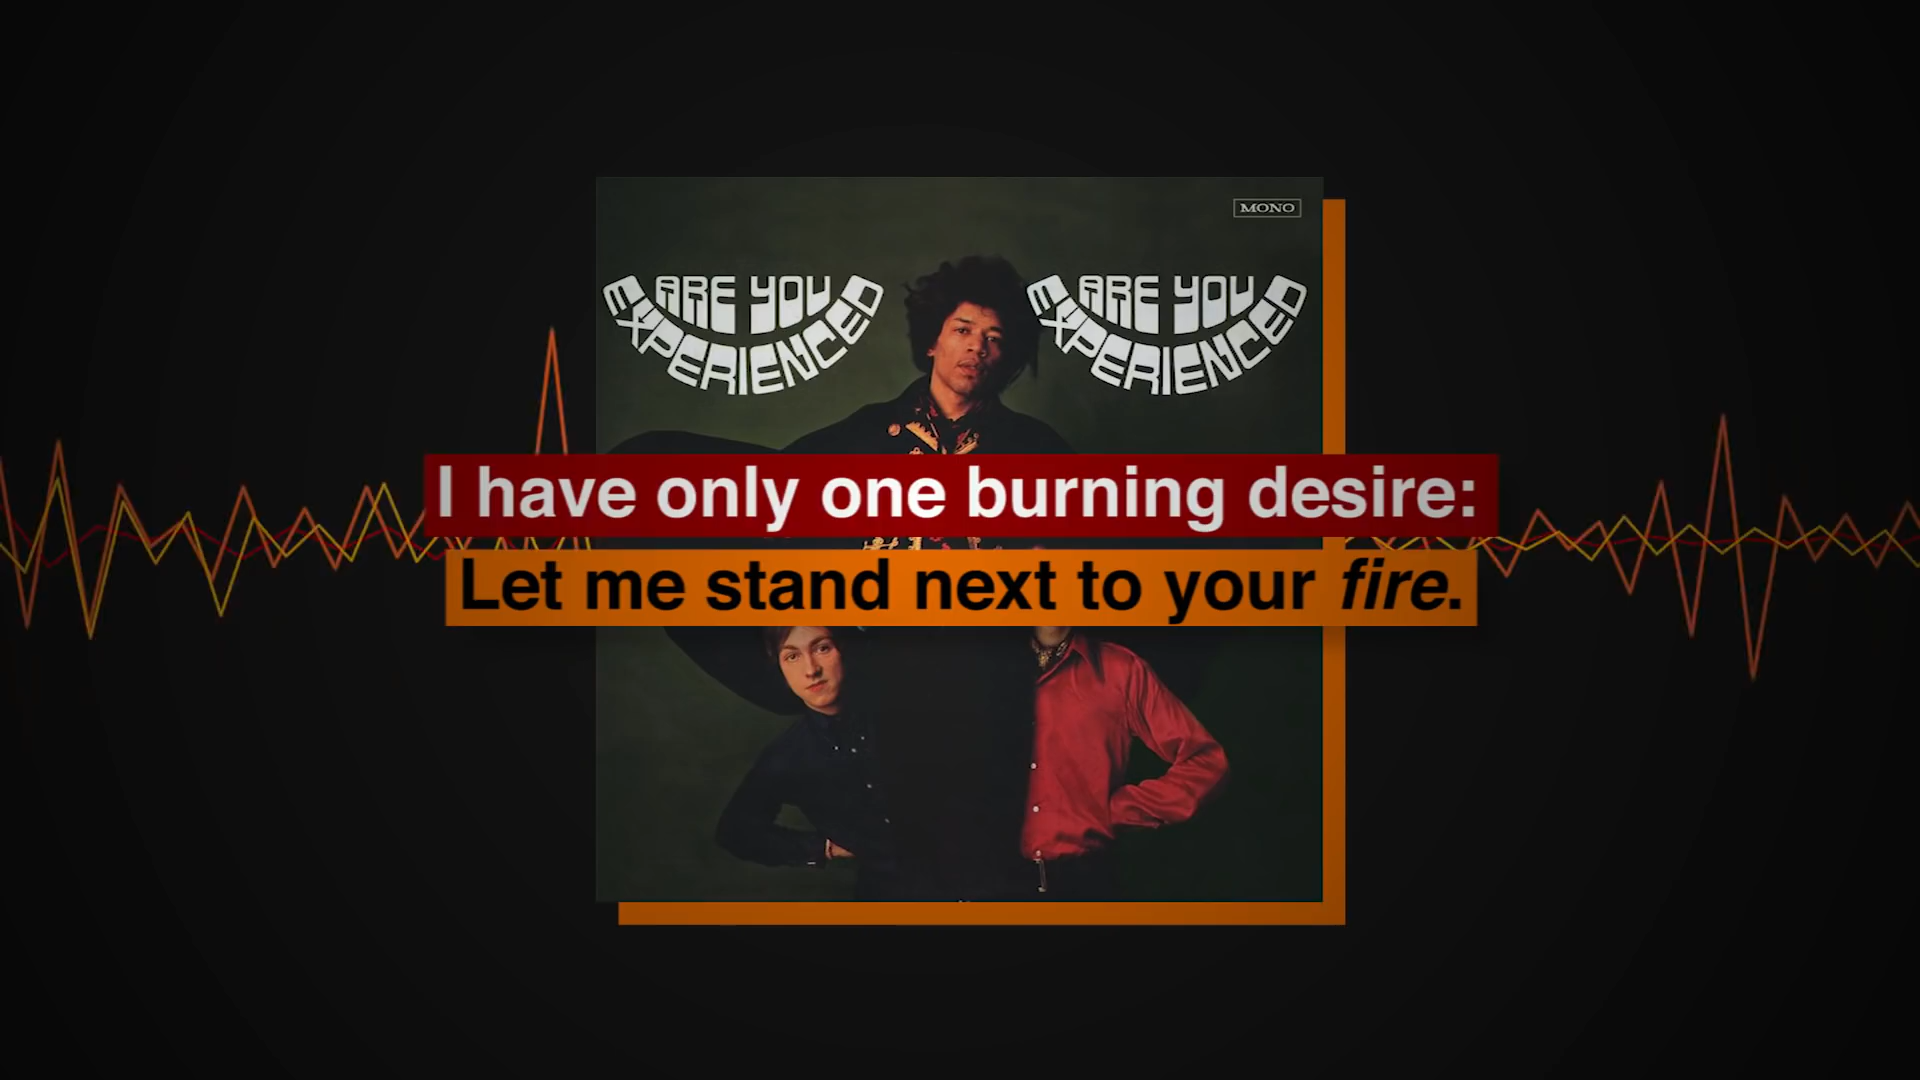 MONO
ARE YOU
EXPERIENCED
ARE YOU
EXPERIENCED
I have only one burning desire:
Let me stand next to your fire.